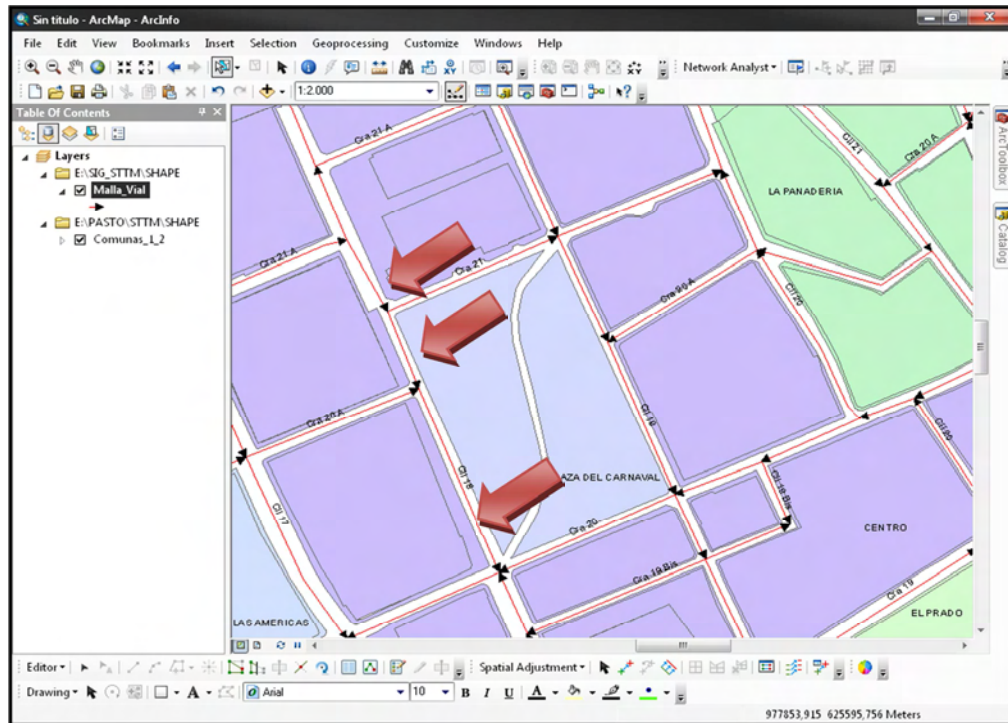 Sin titulo - ArcMap - ArcInfo
File Edit View Bookmarks Insert Selection Geoprocessing Customize Windows Help
Network Analyst
1:2.000
Table Of Contents
Layers
E:\SIG_STTM\SHAPE
Malla_Vial
E:\PASTO\STTM\SHAPE
Comunas_1_2
ArcToolbox
Catalog
Cra 21 A
Cll 21
Cra 20 A
LA PANADERIA
Cra 21 A
Cra 21
Cra 20 A
Cll 20
Cra 20 A
Cll 19
Cll 20
Cll 18
AZA DEL CARNAVAL
Cll 18 Bis
Cll 17
Cra 20
CENTRO
Cra 19 Bis
Cra 19
LAS AMERICAS
EL PRADO
Editor
Spatial Adjustment
Drawing
A
Arial
10
B I U A
977853,915 625595,756 Meters